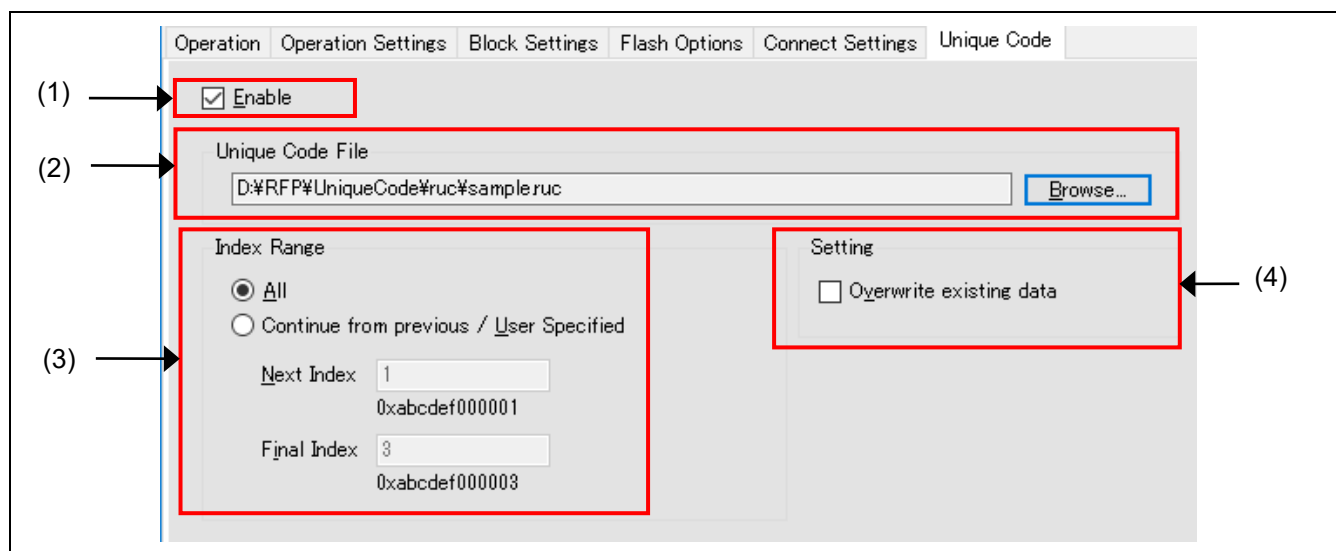 Operation Operation Settings Block Settings Flash Options Connect Settings Unique Code
(1) Enable
(2) Unique Code File
D:¥RFP¥UniqueCode¥ruc¥sample.ruc Browse...
(3) Index Range
All
Continue from previous / User Specified
Next Index 1
0xabcdef000001
Final Index 3
0xabcdef000003
Setting
Overwrite existing data (4)